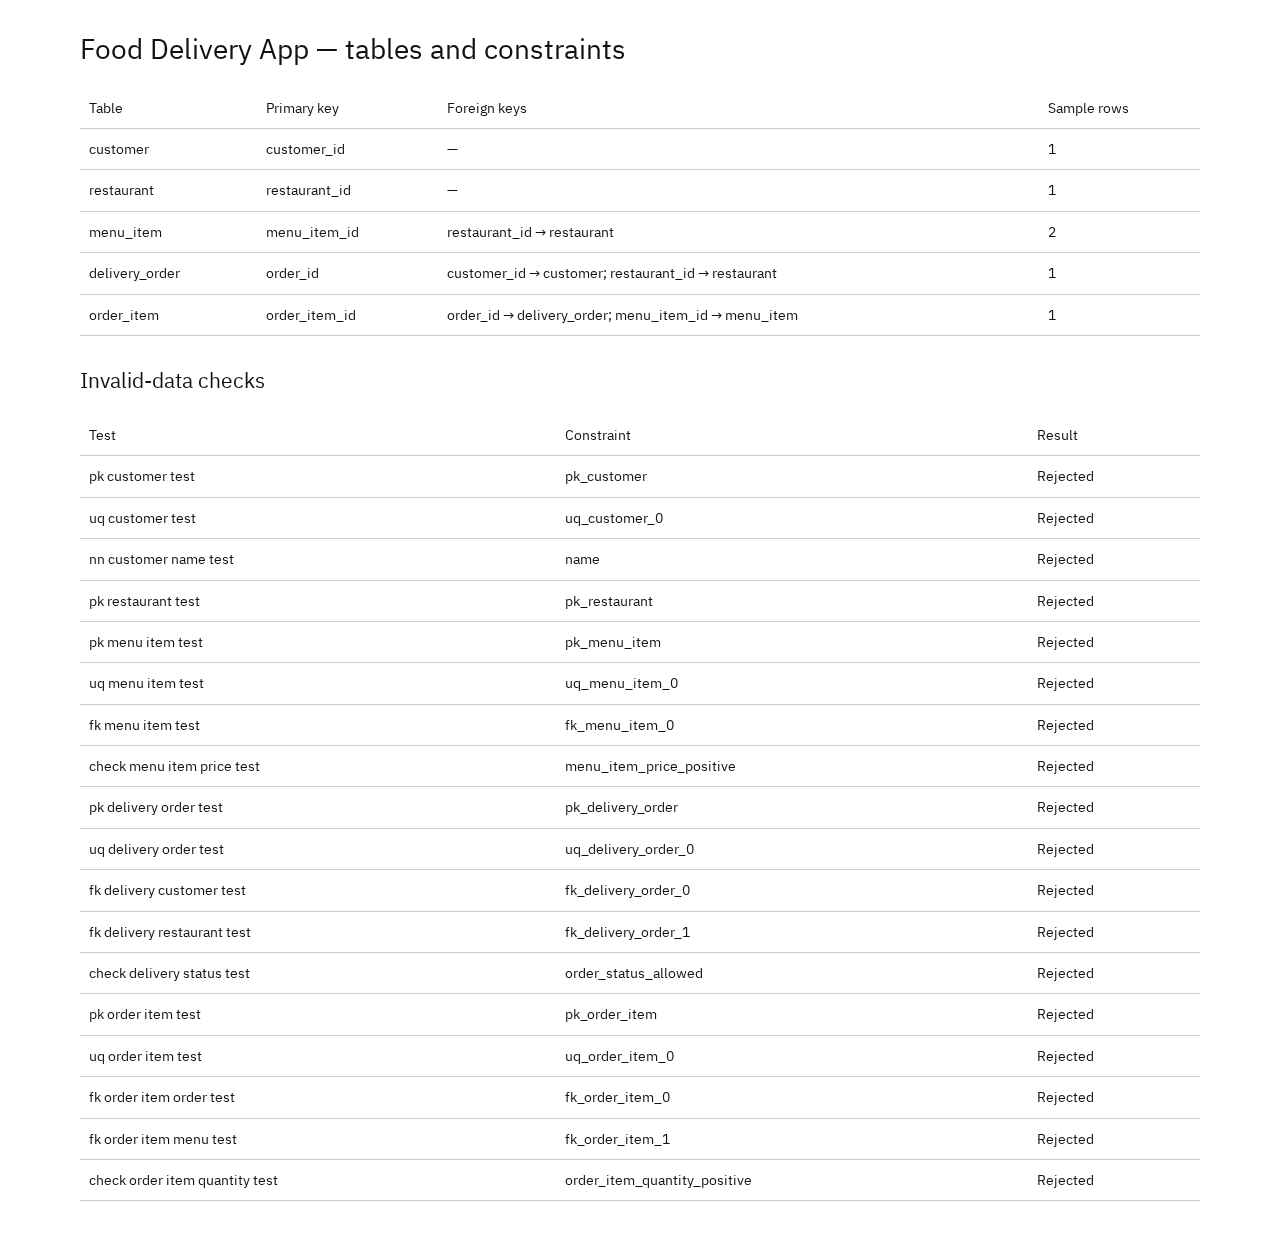 Food Delivery App — tables and constraints
Table Primary key Foreign keys Sample rows
customer customer_id — 1
restaurant restaurant_id — 1
menu_item menu_item_id restaurant_id → restaurant 2
delivery_order order_id customer_id → customer; restaurant_id → restaurant 1
order_item order_item_id order_id → delivery_order; menu_item_id → menu_item 1
Invalid-data checks
Test Constraint Result
pk customer test pk_customer Rejected
uq customer test uq_customer_0 Rejected
nn customer name test name Rejected
pk restaurant test pk_restaurant Rejected
pk menu item test pk_menu_item Rejected
uq menu item test uq_menu_item_0 Rejected
fk menu item test fk_menu_item_0 Rejected
check menu item price test menu_item_price_positive Rejected
pk delivery order test pk_delivery_order Rejected
uq delivery order test uq_delivery_order_0 Rejected
fk delivery customer test fk_delivery_order_0 Rejected
fk delivery restaurant test fk_delivery_order_1 Rejected
check delivery status test order_status_allowed Rejected
pk order item test pk_order_item Rejected
uq order item test uq_order_item_0 Rejected
fk order item order test fk_order_item_0 Rejected
fk order item menu test fk_order_item_1 Rejected
check order item quantity test order_item_quantity_positive Rejected